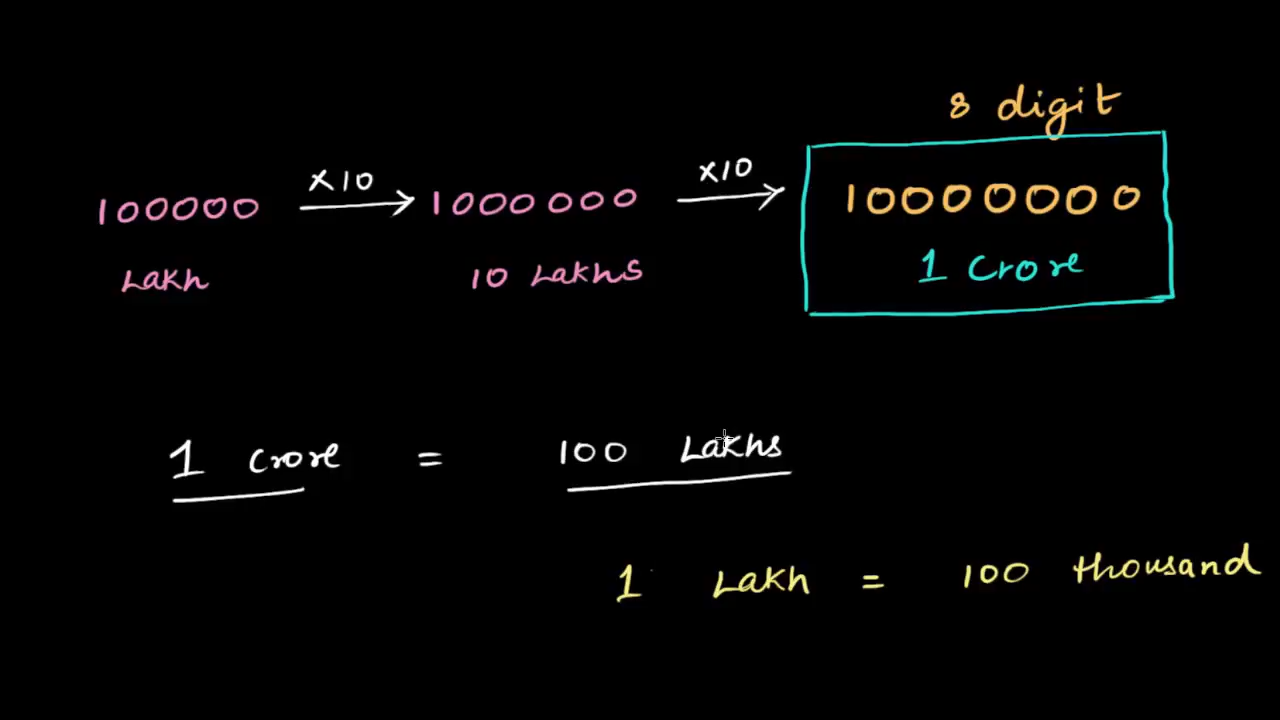 8 digit
×10 ×10
100000 1000000 10000000
Lakh 10 Lakhs 1 Crore
1 Crore = 100 Lakhs
1 Lakh = 100 thousand